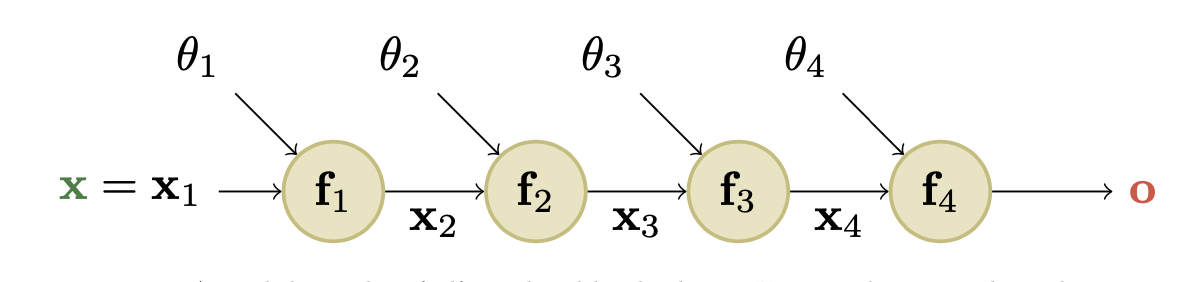 θ₁ θ₂ θ₃ θ₄
x = x₁ f₁ f₂ f₃ f₄ o
x₂ x₃ x₄